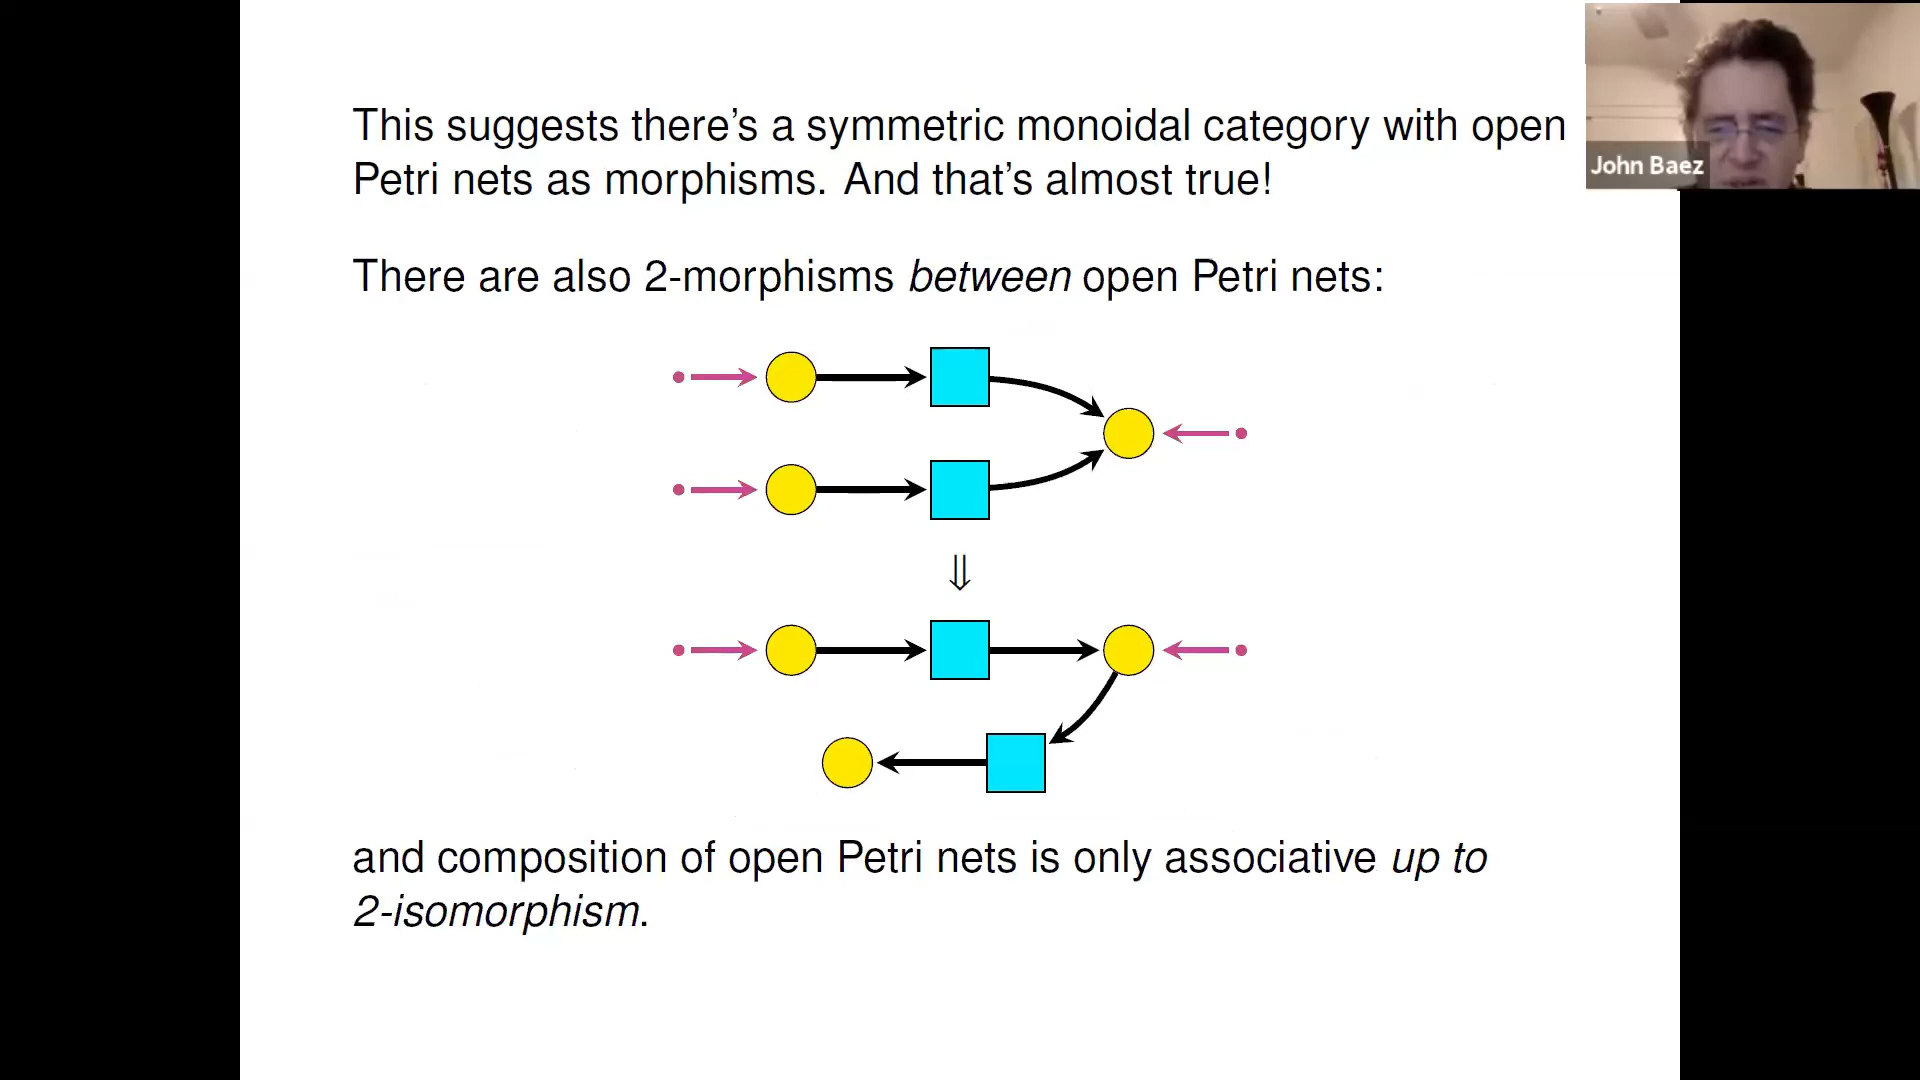 This suggests there’s a symmetric monoidal category with open
Petri nets as morphisms. And that’s almost true!
John Baez
There are also 2-morphisms between open Petri nets:
and composition of open Petri nets is only associative up to
2-isomorphism.